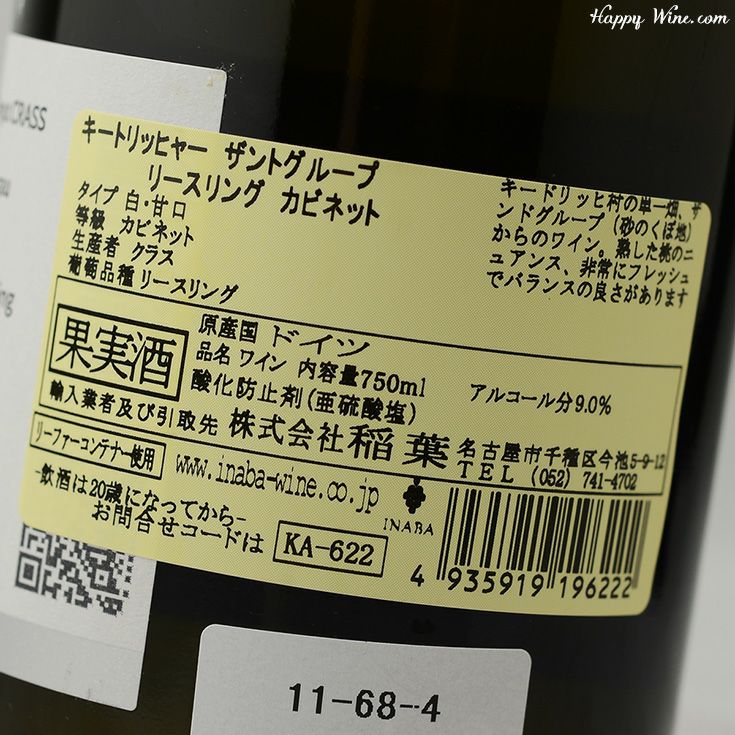 Happy Wine.com
CRASS
キートリッヒャー ザントグループ
リースリング カビネット
タイプ 白・甘口
等級 カビネット
生産者 クラス
葡萄品種 リースリング
キードリッヒ村の単一畑、ザ
ンドグループ（砂のくぼ地）
からのワイン。熟した桃のニ
ュアンス、非常にフレッシュ
でバランスの良さがあります
果実酒
原産国 ドイツ
品名 ワイン 内容量750ml アルコール分9.0%
酸化防止剤(亜硫酸塩)
輸入業者及び引取先 株式会社稲葉 名古屋市千種区今池5-9-12
TEL (052) 741-4702
リーファーコンテナー使用
www.inaba-wine.co.jp
INABA
-飲酒は20歳になってから-
お問合せコードは KA-622
4 935919 196222
11-68-4